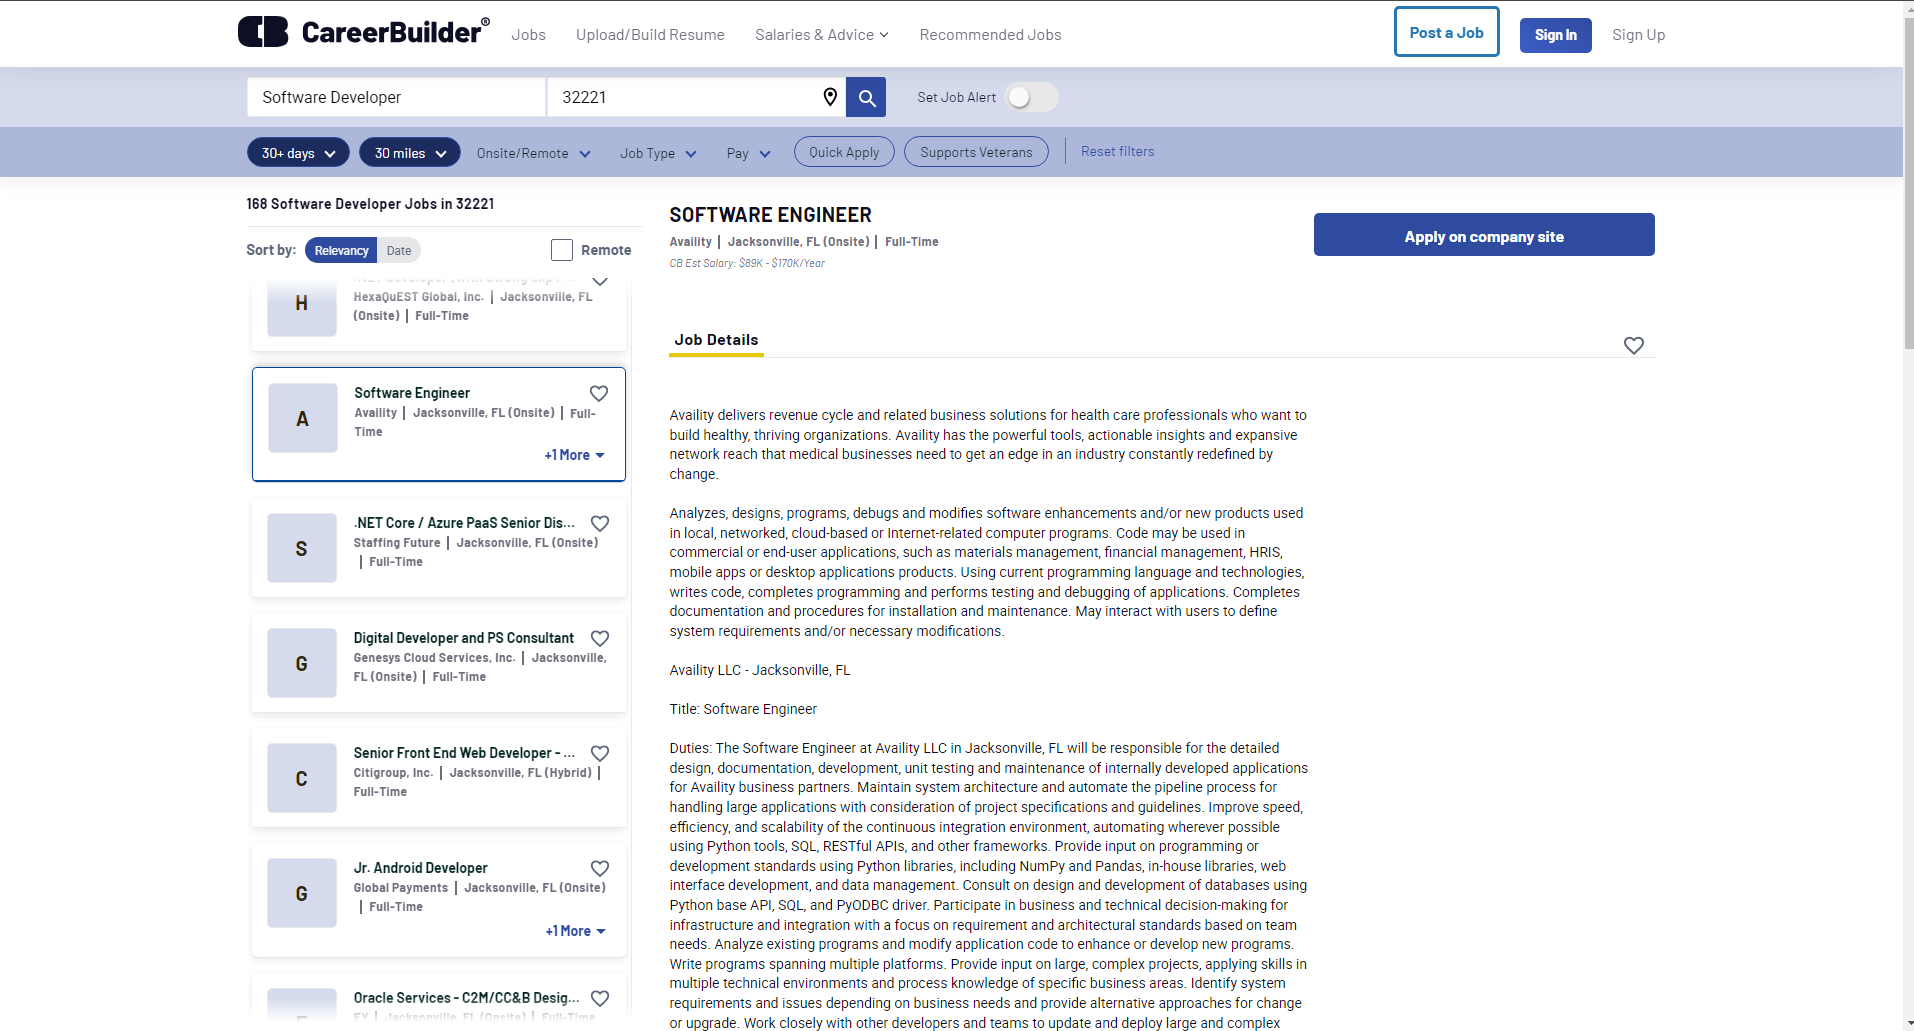 CareerBuilder®
Jobs
Upload/Build Resume
Salaries & Advice
Recommended Jobs
Post a Job
Sign In
Sign Up
Software Developer
32221
Set Job Alert
30+ days
30 miles
Onsite/Remote
Job Type
Pay
Quick Apply
Supports Veterans
Reset filters
168 Software Developer Jobs in 32221
Sort by:
Relevancy
Date
Remote
H
HexaQuEST Global, Inc. | Jacksonville, FL
(Onsite) | Full-Time
A
Software Engineer
Availity | Jacksonville, FL (Onsite) | Full-
Time
+1 More
S
.NET Core / Azure PaaS Senior Dis...
Staffing Future | Jacksonville, FL (Onsite)
| Full-Time
G
Digital Developer and PS Consultant
Genesys Cloud Services, Inc. | Jacksonville,
FL (Onsite) | Full-Time
C
Senior Front End Web Developer - ...
Citigroup, Inc. | Jacksonville, FL (Hybrid) |
Full-Time
G
Jr. Android Developer
Global Payments | Jacksonville, FL (Onsite)
| Full-Time
+1 More
Oracle Services - C2M/CC&B Desig...
EY | Jacksonville, FL (Onsite) | Full-Time
SOFTWARE ENGINEER
Availity | Jacksonville, FL (Onsite) | Full-Time
CB Est Salary: $89K - $170K/Year
Apply on company site
Job Details
Availity delivers revenue cycle and related business solutions for health care professionals who want to
build healthy, thriving organizations. Availity has the powerful tools, actionable insights and expansive
network reach that medical businesses need to get an edge in an industry constantly redefined by
change.
Analyzes, designs, programs, debugs and modifies software enhancements and/or new products used
in local, networked, cloud-based or Internet-related computer programs. Code may be used in
commercial or end-user applications, such as materials management, financial management, HRIS,
mobile apps or desktop applications products. Using current programming language and technologies,
writes code, completes programming and performs testing and debugging of applications. Completes
documentation and procedures for installation and maintenance. May interact with users to define
system requirements and/or necessary modifications.
Availity LLC - Jacksonville, FL
Title: Software Engineer
Duties: The Software Engineer at Availity LLC in Jacksonville, FL will be responsible for the detailed
design, documentation, development, unit testing and maintenance of internally developed applications
for Availity business partners. Maintain system architecture and automate the pipeline process for
handling large applications with consideration of project specifications and guidelines. Improve speed,
efficiency, and scalability of the continuous integration environment, automating wherever possible
using Python tools, SQL, RESTful APIs, and other frameworks. Provide input on programming or
development standards using Python libraries, including NumPy and Pandas, in-house libraries, web
interface development, and data management. Consult on design and development of databases using
Python base API, SQL, and PyODBC driver. Participate in business and technical decision-making for
infrastructure and integration with a focus on requirement and architectural standards based on team
needs. Analyze existing programs and modify application code to enhance or develop new programs.
Write programs spanning multiple platforms. Provide input on large, complex projects, applying skills in
multiple technical environments and process knowledge of specific business areas. Identify system
requirements and issues depending on business needs and provide alternative approaches for change
or upgrade. Work closely with other developers and teams to update and deploy large and complex